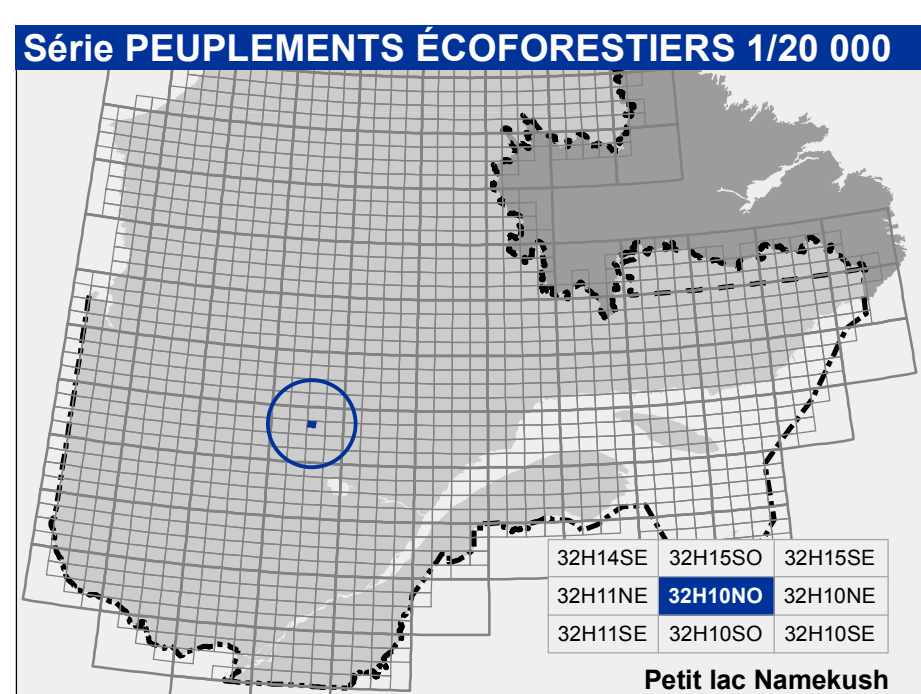 Série PEUPLEMENTS ÉCOFORESTIERS 1/20 000
32H14SE 32H15SO 32H15SE
32H11NE 32H10NO 32H10NE
32H11SE 32H10SO 32H10SE
Petit lac Namekush